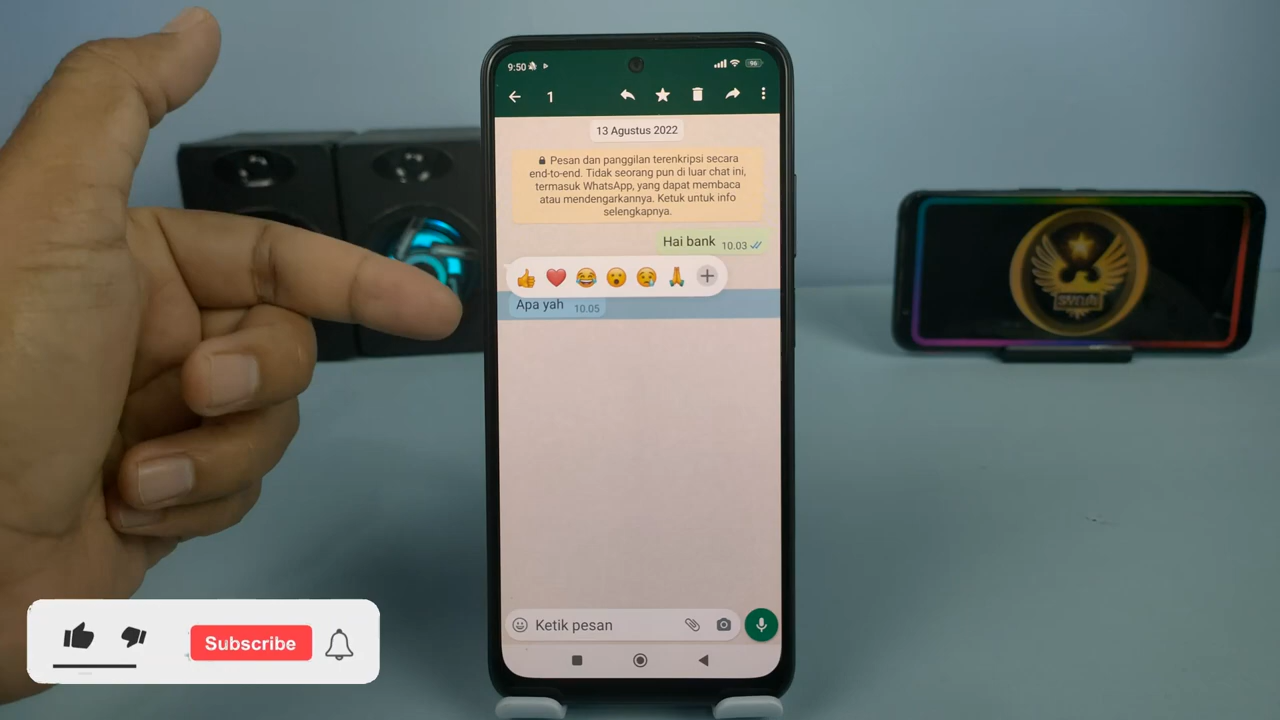 9:50
96
1
13 Agustus 2022
Pesan dan panggilan terenkripsi secara
end-to-end. Tidak seorang pun di luar chat ini,
termasuk WhatsApp, yang dapat membaca
atau mendengarkannya. Ketuk untuk info
selengkapnya.
Hai bank 10.03
Apa yah 10.05
Ketik pesan
Subscribe